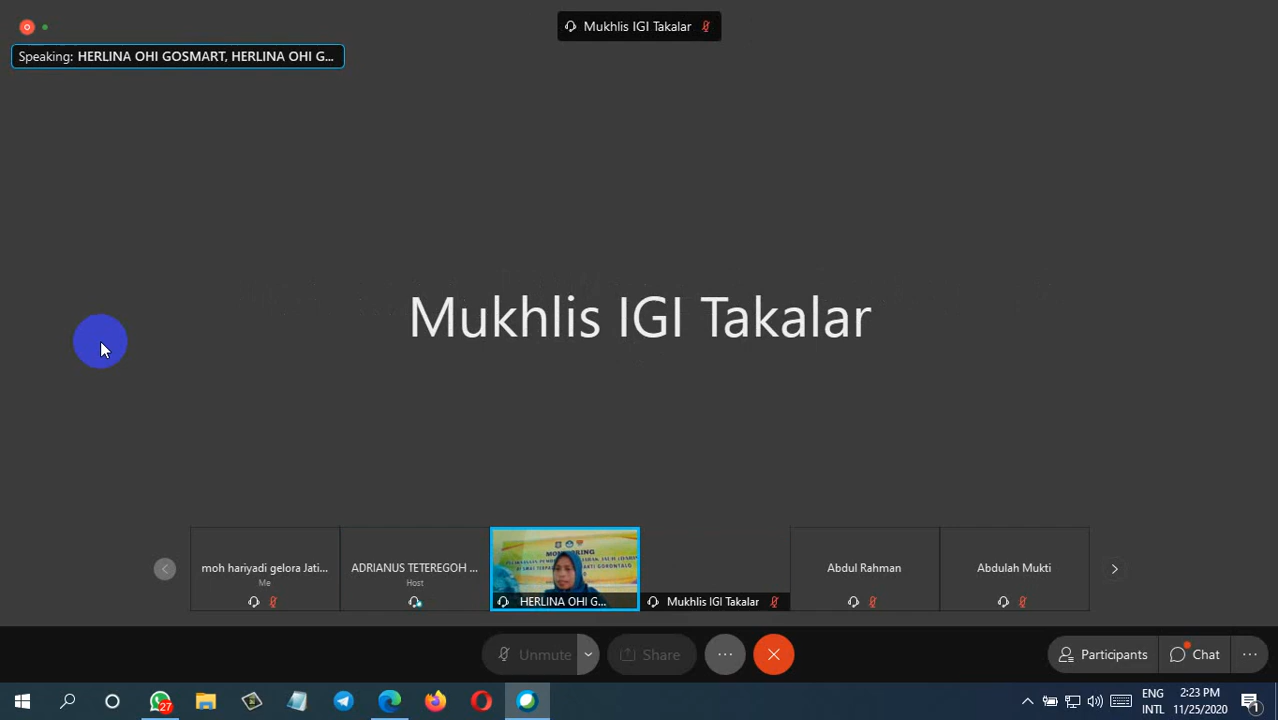 Mukhlis IGI Takalar
Speaking: HERLINA OHI GOSMART, HERLINA OHI G...
Mukhlis IGI Takalar
moh hariyadi gelora Jati...
Me
ADRIANUS TETEREGOH ...
Host
HERLINA OHI G...
Mukhlis IGI Takalar
Abdul Rahman
Abdulah Mukti
Unmute
Share
Participants
Chat
27
ENG
INTL
2:23 PM
11/25/2020
1